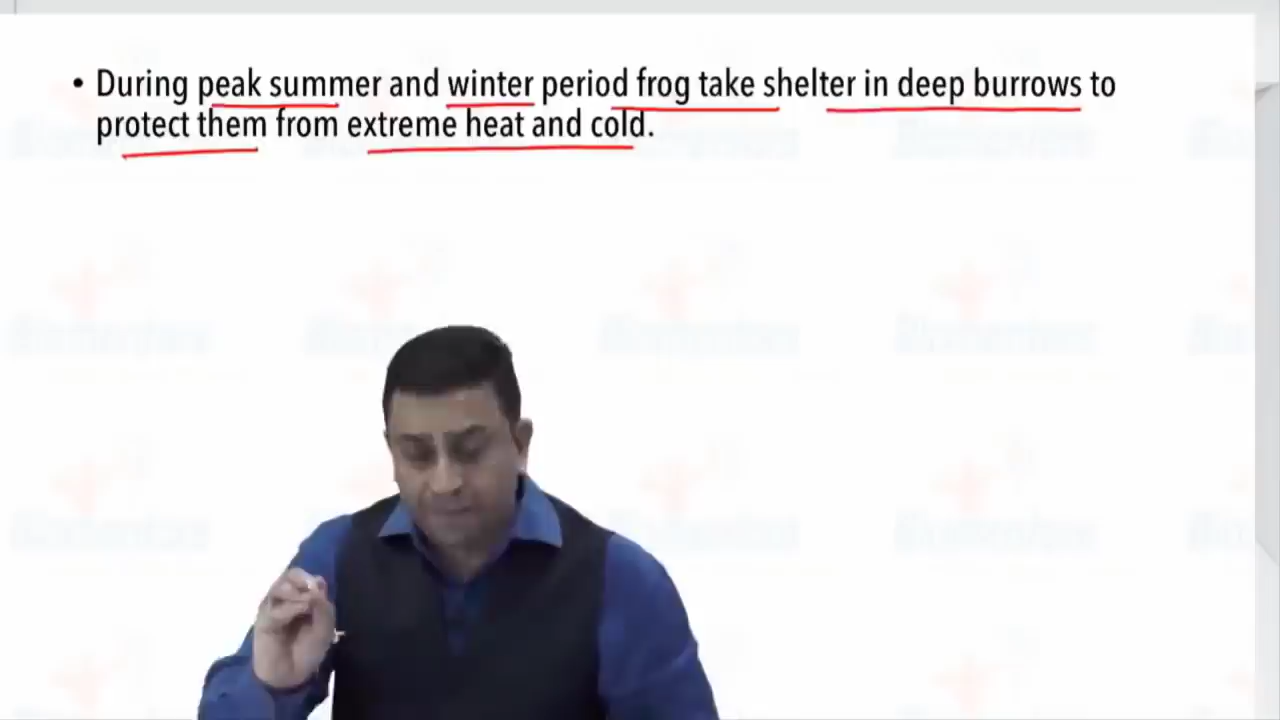 • During peak summer and winter period frog take shelter in deep burrows to
protect them from extreme heat and cold.